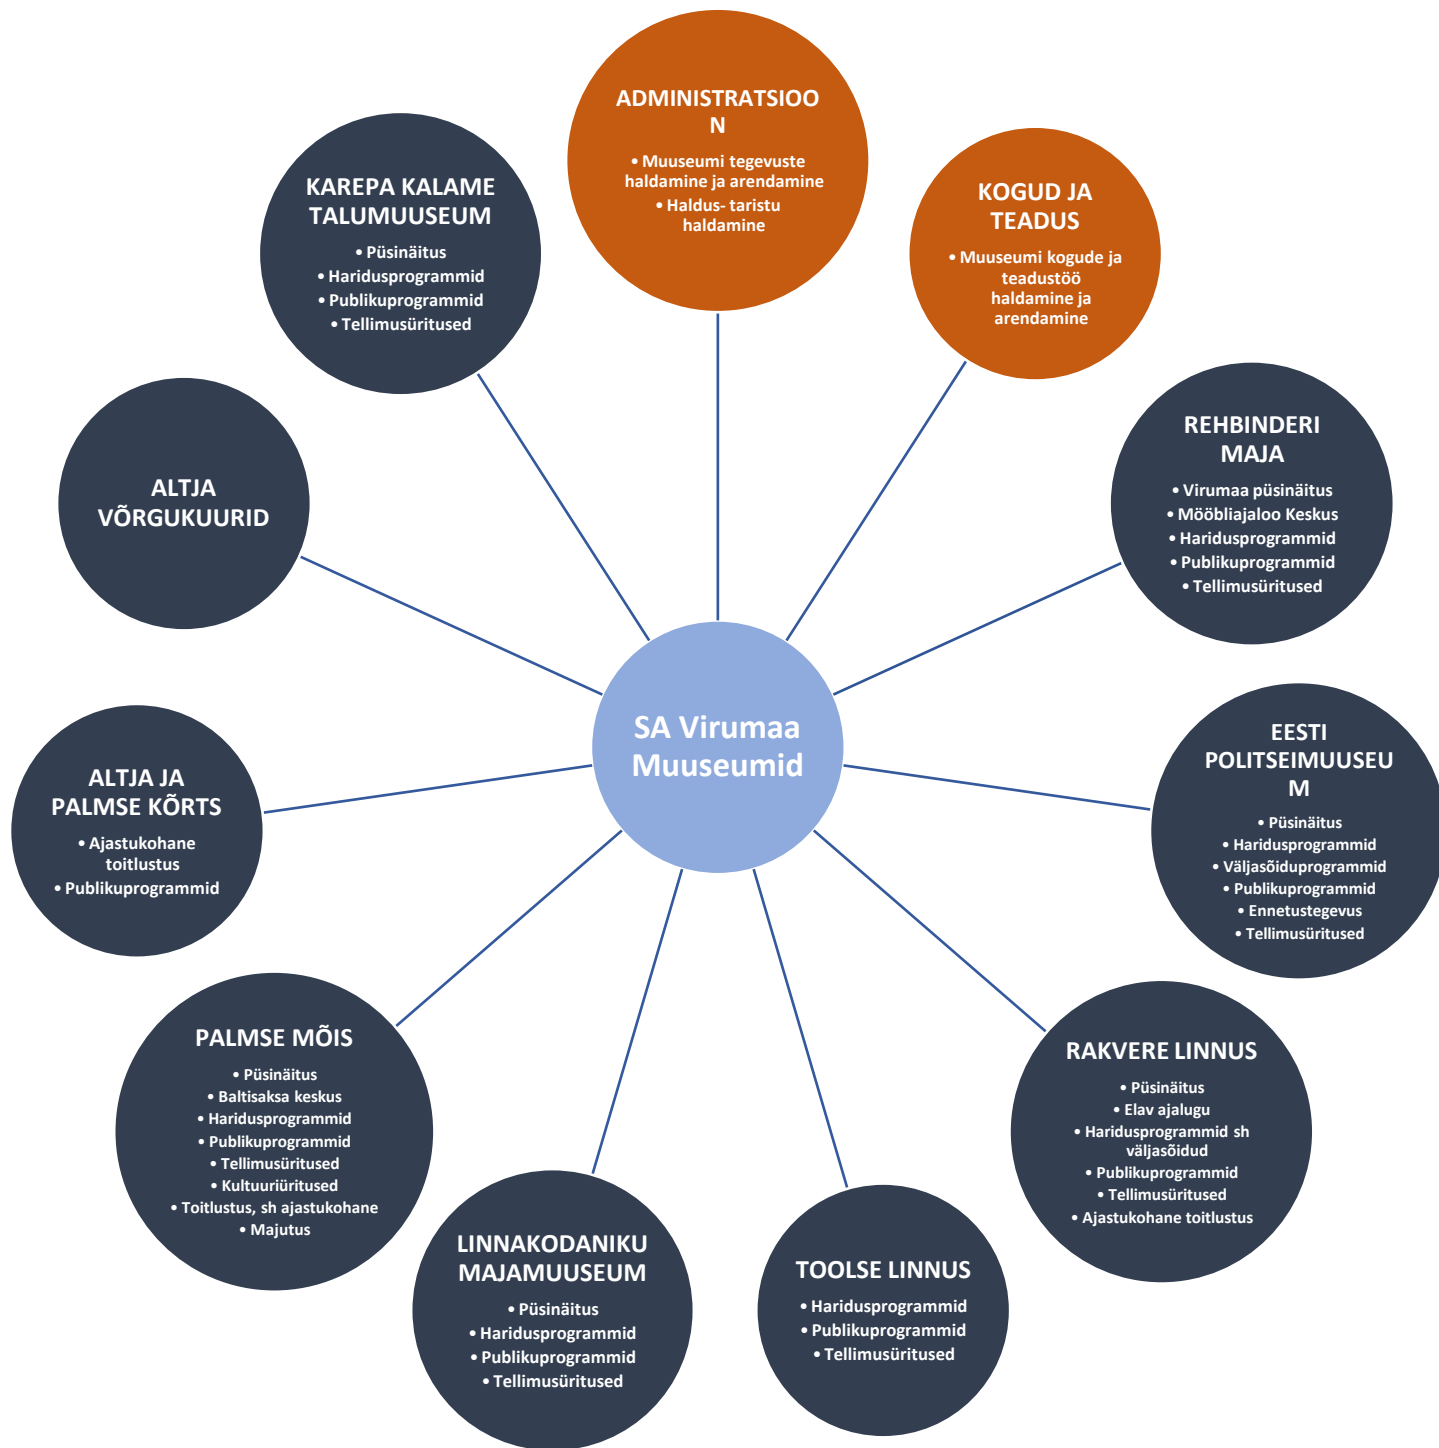 ADMINISTRATSIOO
N
• Muuseumi tegevuste
haldamine ja arendamine
• Haldus- taristu
haldamine
KOGUD JA
TEADUS
• Muuseumi kogude ja
teadustöö
haldamine ja
arendamine
REHBINDERI
MAJA
• Virumaa püsinäitus
• Mööbliajaloo Keskus
• Haridusprogrammid
• Publikuprogrammid
• Tellimusüritused
EESTI
POLITSEIMUUSEU
M
• Püsinäitus
• Haridusprogrammid
• Väljasõiduprogrammid
• Publikuprogrammid
• Ennetustegevus
• Tellimusüritused
RAKVERE LINNUS
• Püsinäitus
• Elav ajalugu
• Haridusprogrammid sh
väljasõidud
• Publikuprogrammid
• Tellimusüritused
• Ajastukohane toitlustus
TOOLSE LINNUS
• Haridusprogrammid
• Publikuprogrammid
• Tellimusüritused
LINNAKODANIKU
MAJAMUUSEUM
• Püsinäitus
• Haridusprogrammid
• Publikuprogrammid
• Tellimusüritused
PALMSE MÕIS
• Püsinäitus
• Baltisaksa keskus
• Haridusprogrammid
• Publikuprogrammid
• Tellimusüritused
• Kultuuriüritused
• Toitlustus, sh ajastukohane
• Majutus
ALTJA JA
PALMSE KÕRTS
• Ajastukohane
toitlustus
• Publikuprogrammid
ALTJA
VÕRGUKUURID
KAREPA KALAME
TALUMUUSEUM
• Püsinäitus
• Haridusprogrammid
• Publikuprogrammid
• Tellimusüritused
SA Virumaa
Muuseumid